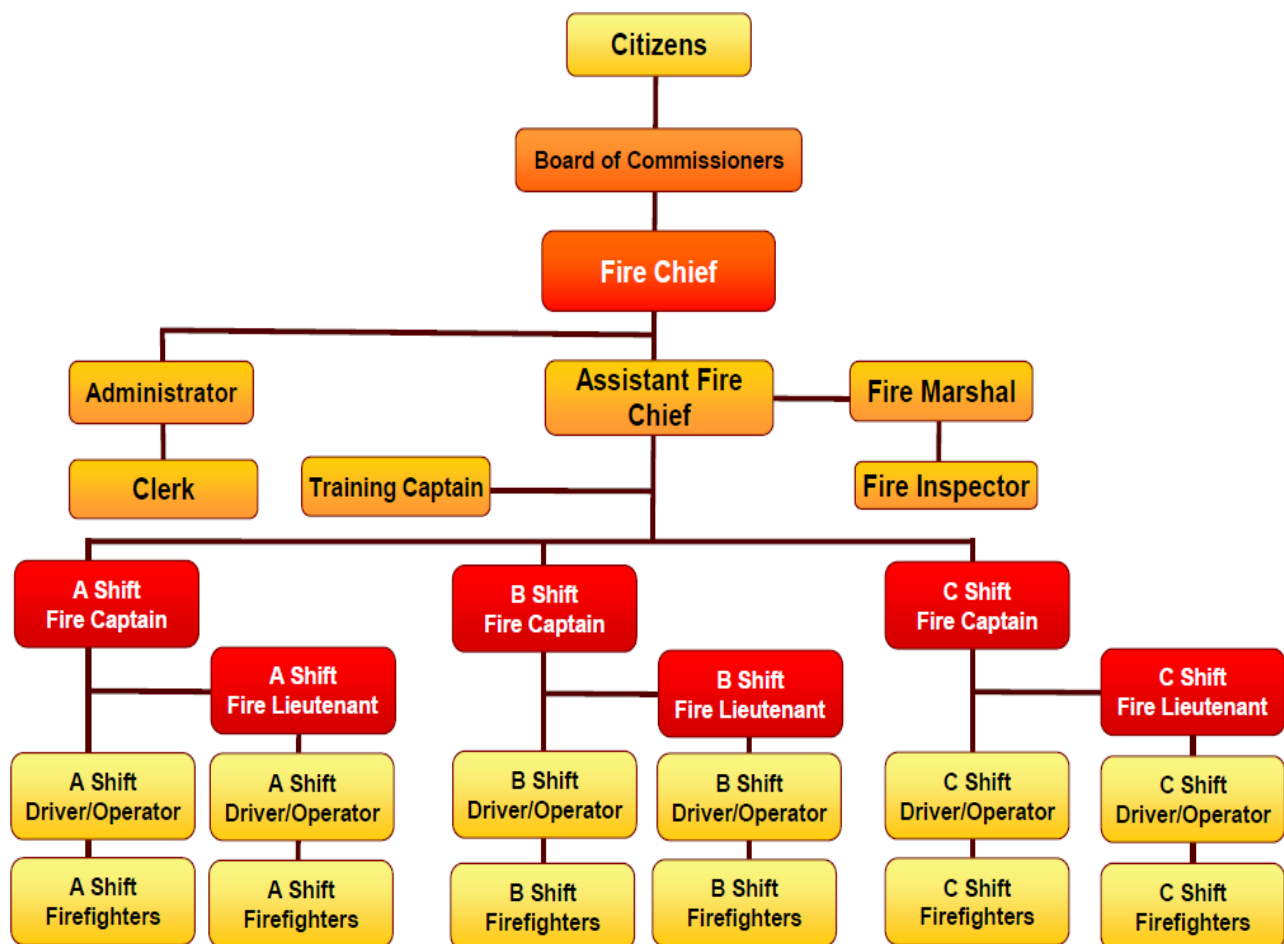 Citizens
Board of Commissioners
Fire Chief
Administrator
Assistant Fire
Chief
Fire Marshal
Clerk
Training Captain
Fire Inspector
A Shift
Fire Captain
B Shift
Fire Captain
C Shift
Fire Captain
A Shift
Fire Lieutenant
B Shift
Fire Lieutenant
C Shift
Fire Lieutenant
A Shift
Driver/Operator
A Shift
Driver/Operator
B Shift
Driver/Operator
B Shift
Driver/Operator
C Shift
Driver/Operator
C Shift
Driver/Operator
A Shift
Firefighters
A Shift
Firefighters
B Shift
Firefighters
B Shift
Firefighters
C Shift
Firefighters
C Shift
Firefighters